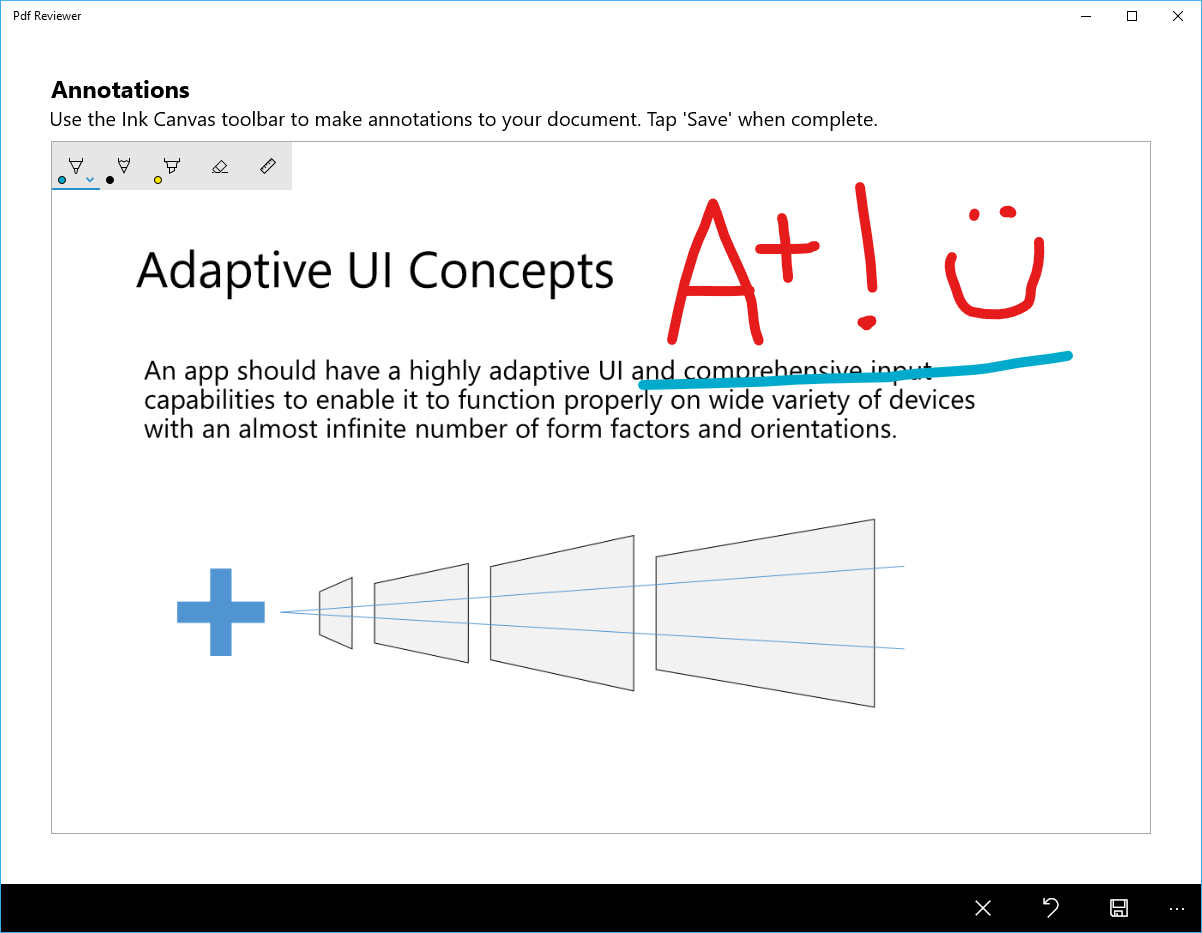 Pdf Reviewer
Annotations
Use the Ink Canvas toolbar to make annotations to your document. Tap 'Save' when complete.
A+!
Adaptive UI Concepts
An app should have a highly adaptive UI and comprehensive input
capabilities to enable it to function properly on wide variety of devices
with an almost infinite number of form factors and orientations.